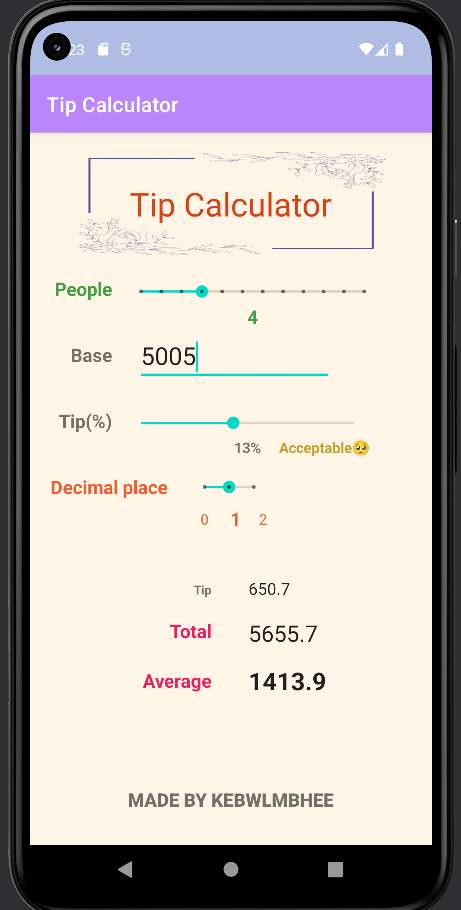 23
Tip Calculator
Tip Calculator
People
4
Base 5005
Tip(%)
13% Acceptable🥺
Decimal place
0 1 2
Tip 650.7
Total 5655.7
Average 1413.9
MADE BY KEBWLMBHEE